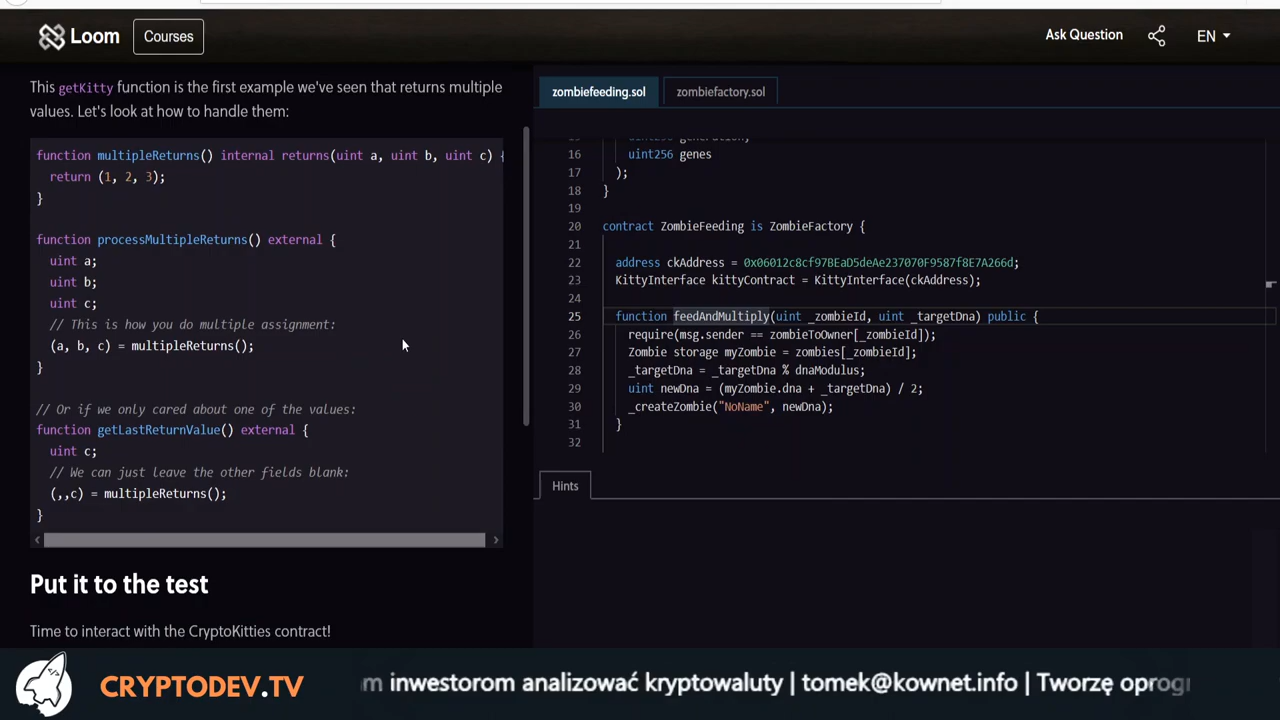 Loom
Courses
Ask Question
EN
This getKitty function is the first example we've seen that returns multiple
values. Let's look at how to handle them:
function multipleReturns() internal returns(uint a, uint b, uint c) {
return (1, 2, 3);
}
function processMultipleReturns() external {
uint a;
uint b;
uint c;
// This is how you do multiple assignment:
(a, b, c) = multipleReturns();
}
// Or if we only cared about one of the values:
function getLastReturnValue() external {
uint c;
// We can just leave the other fields blank:
(,,c) = multipleReturns();
}
Put it to the test
Time to interact with the CryptoKitties contract!
zombiefeeding.sol
zombiefactory.sol
16 uint256 genes
17 );
18 }
19
20 contract ZombieFeeding is ZombieFactory {
21
22 address ckAddress = 0x06012c8cf97BEaD5deAe237070F9587f8E7A266d;
23 KittyInterface kittyContract = KittyInterface(ckAddress);
24
25 function feedAndMultiply(uint _zombieId, uint _targetDna) public {
26 require(msg.sender == zombieToOwner[_zombieId]);
27 Zombie storage myZombie = zombies[_zombieId];
28 _targetDna = _targetDna % dnaModulus;
29 uint newDna = (myZombie.dna + _targetDna) / 2;
30 _createZombie("NoName", newDna);
31 }
32
Hints
CRYPTODEV.TV
m inwestorom analizować kryptowaluty | tomek@kownet.info | Tworzę oprogr